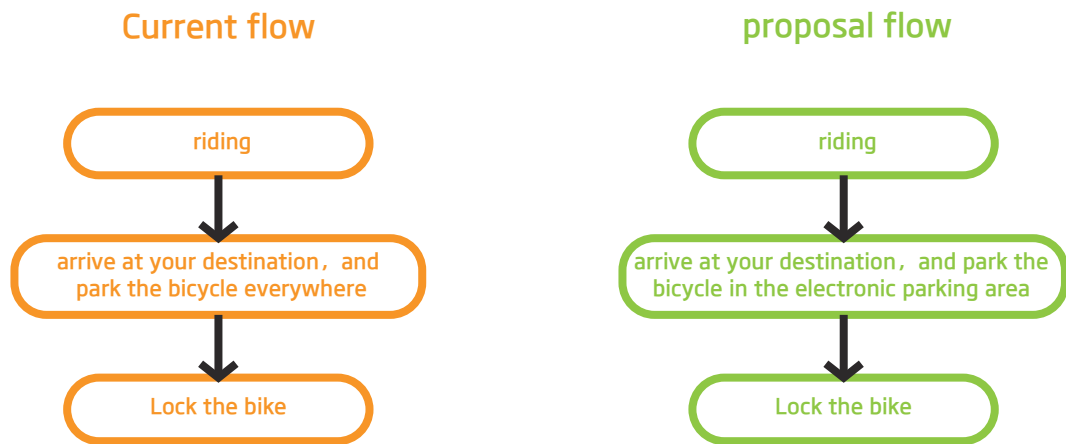 Current flow
riding
arrive at your destination，and
park the bicycle everywhere
Lock the bike
proposal flow
riding
arrive at your destination，and park the
bicycle in the electronic parking area
Lock the bike